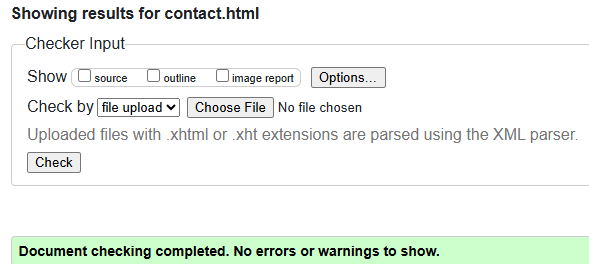 Showing results for contact.html
Checker Input
Show source outline image report Options...
Check by file upload Choose File No file chosen
Uploaded files with .xhtml or .xht extensions are parsed using the XML parser.
Check
Document checking completed. No errors or warnings to show.